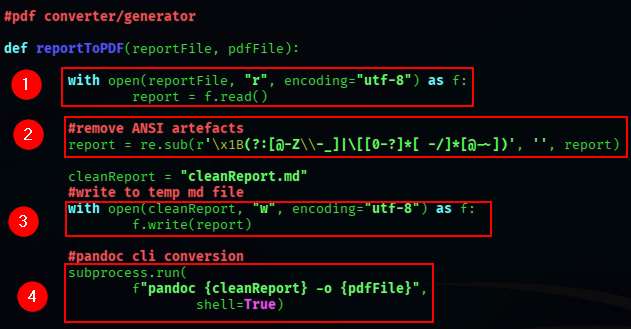 #pdf converter/generator
def reportToPDF(reportFile, pdfFile):
1
with open(reportFile, "r", encoding="utf-8") as f:
report = f.read()
2
#remove ANSI artefacts
report = re.sub(r'\x1B(?:[@-Z\\-_]|\[[0-?]*[ -/]*[@-~])', '', report)
cleanReport = "cleanReport.md"
#write to temp md file
3
with open(cleanReport, "w", encoding="utf-8") as f:
f.write(report)
#pandoc cli conversion
4
subprocess.run(
f"pandoc {cleanReport} -o {pdfFile}",
shell=True)